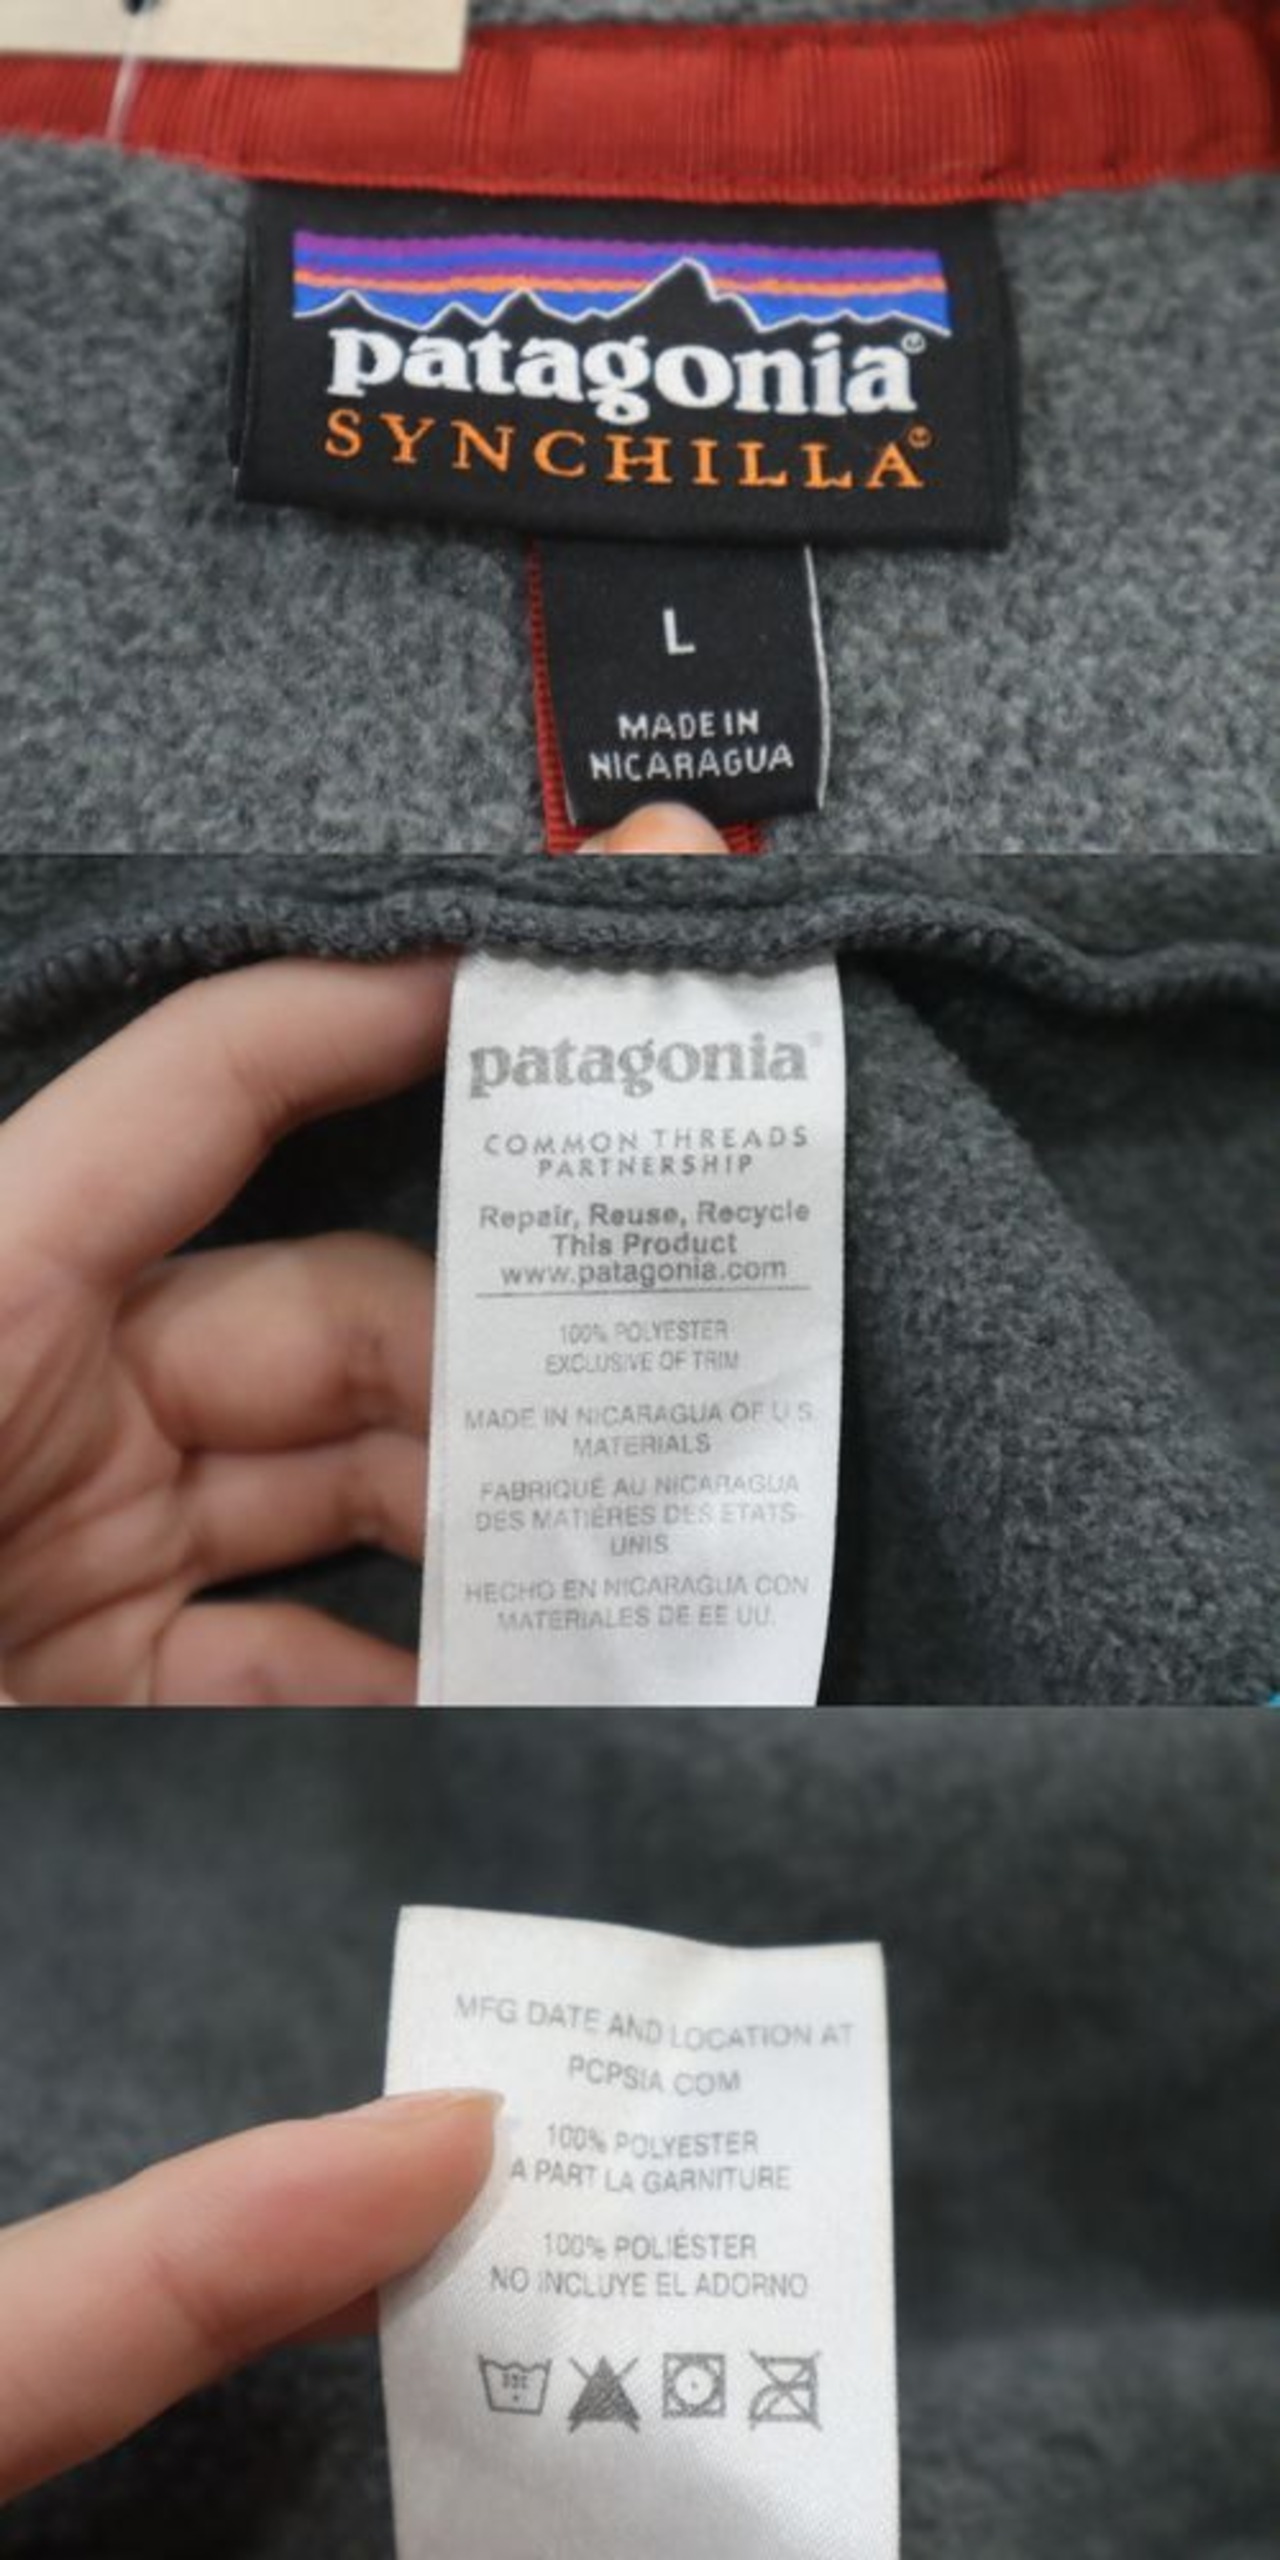 patagonia®
SYNCHILLA®
L
MADE IN
NICARAGUA
patagonia®
COMMON THREADS
PARTNERSHIP
Repair, Reuse, Recycle
This Product
www.patagonia.com
100% POLYESTER
EXCLUSIVE OF TRIM
MADE IN NICARAGUA OF U.S.
MATERIALS
FABRIQUÉ AU NICARAGUA
DES MATIÈRES DES ETATS-
UNIS
HECHO EN NICARAGUA CON
MATERIALES DE EE UU.
MFG DATE AND LOCATION AT
PCPSIA.COM
100% POLYESTER
A PART LA GARNITURE
100% POLIÉSTER
NO INCLUYE EL ADORNO